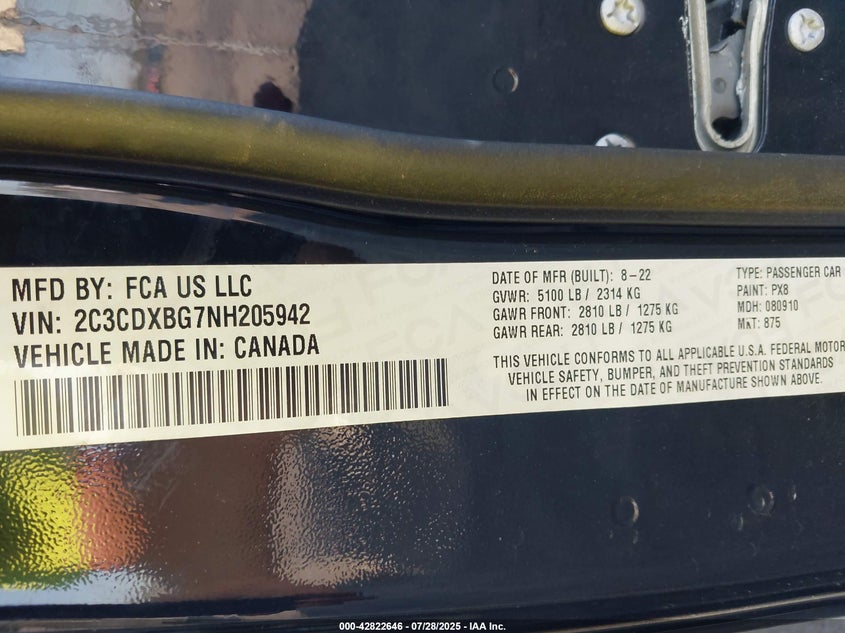 MFD BY: FCA US LLC
VIN: 2C3CDXBG7NH205942
VEHICLE MADE IN: CANADA
DATE OF MFR (BUILT): 8-22
GVWR: 5100 LB / 2314 KG
GAWR FRONT: 2810 LB / 1275 KG
GAWR REAR: 2810 LB / 1275 KG
TYPE: PASSENGER CAR
PAINT: PX8
MDH: 080910
M&T: 875
THIS VEHICLE CONFORMS TO ALL APPLICABLE U.S.A. FEDERAL MOTOR
VEHICLE SAFETY, BUMPER, AND THEFT PREVENTION STANDARDS
IN EFFECT ON THE DATE OF MANUFACTURE SHOWN ABOVE.
000-42822646 - 07/28/2025 - IAA Inc.